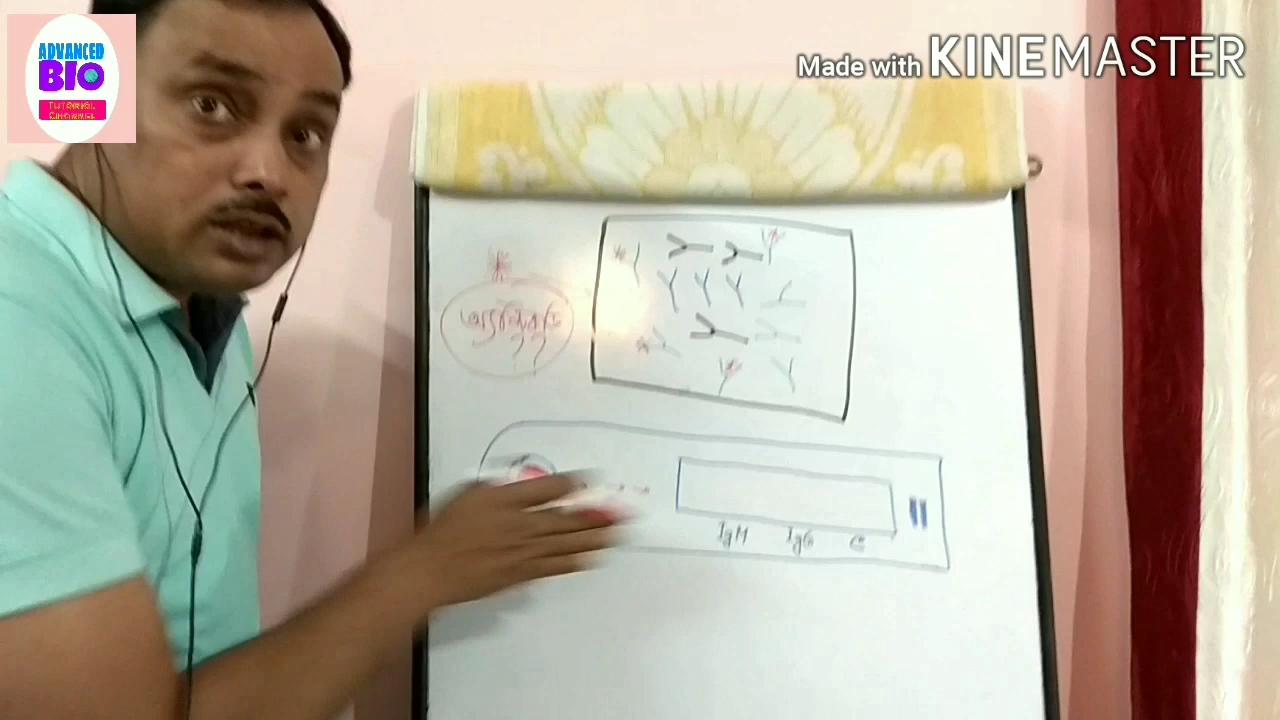 ADVANCED
BIO
TUTORIAL
CHANNEL
Made with KINEMASTER
IgM IgG C